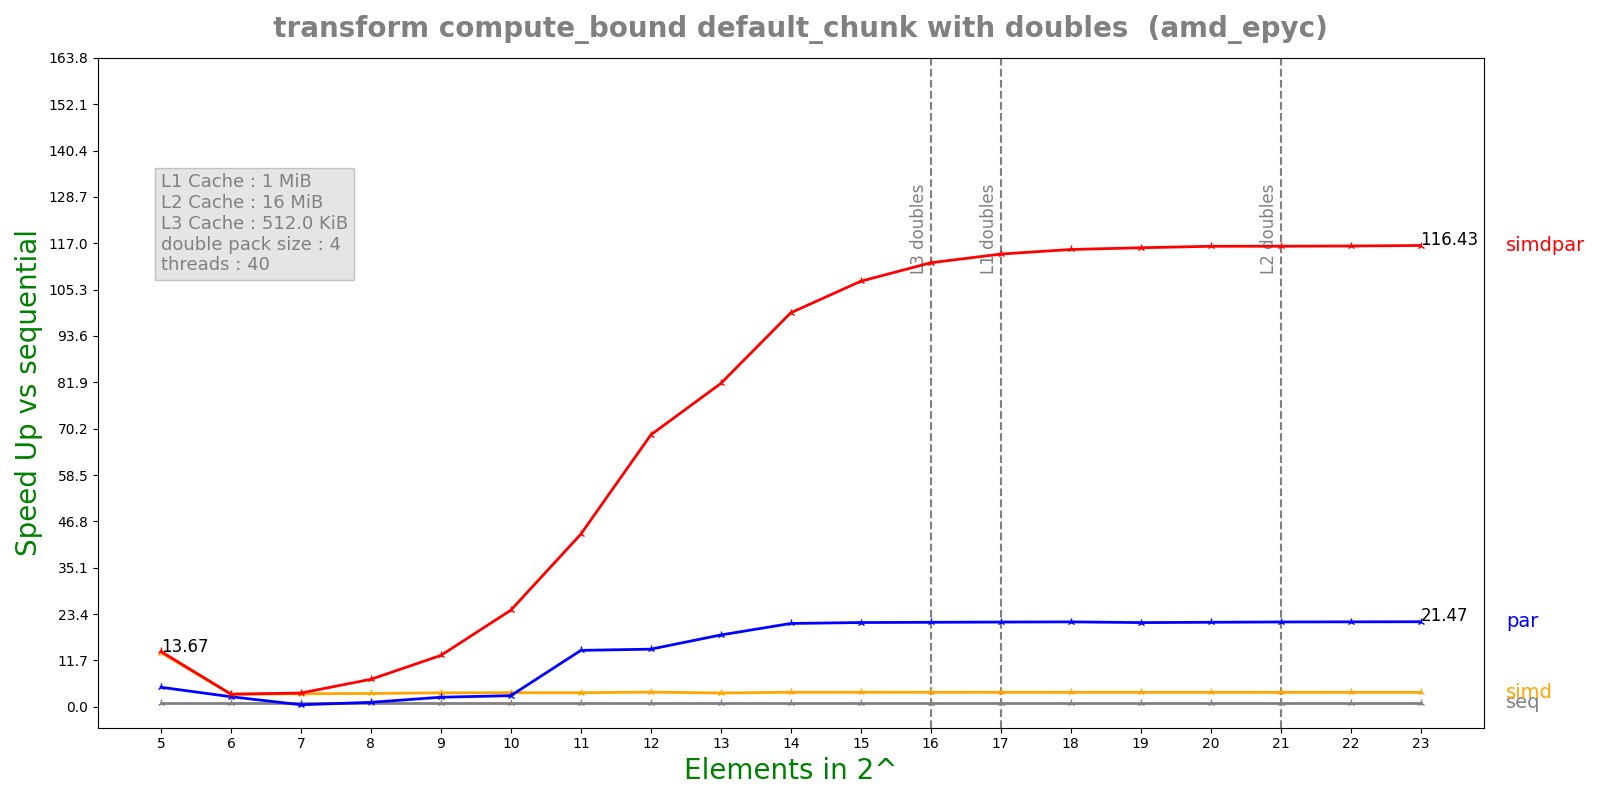 transform compute_bound default_chunk with doubles  (amd_epyc)
Speed Up vs sequential
163.8
152.1
140.4
128.7
117.0
105.3
93.6
81.9
70.2
58.5
46.8
35.1
23.4
11.7
0.0
L1 Cache : 1 MiB
L2 Cache : 16 MiB
L3 Cache : 512.0 KiB
double pack size : 4
threads : 40
L3 doubles
L1 doubles
L2 doubles
116.43
simdpar
21.47
par
13.67
simd
seq
5 6 7 8 9 10 11 12 13 14 15 16 17 18 19 20 21 22 23
Elements in 2^